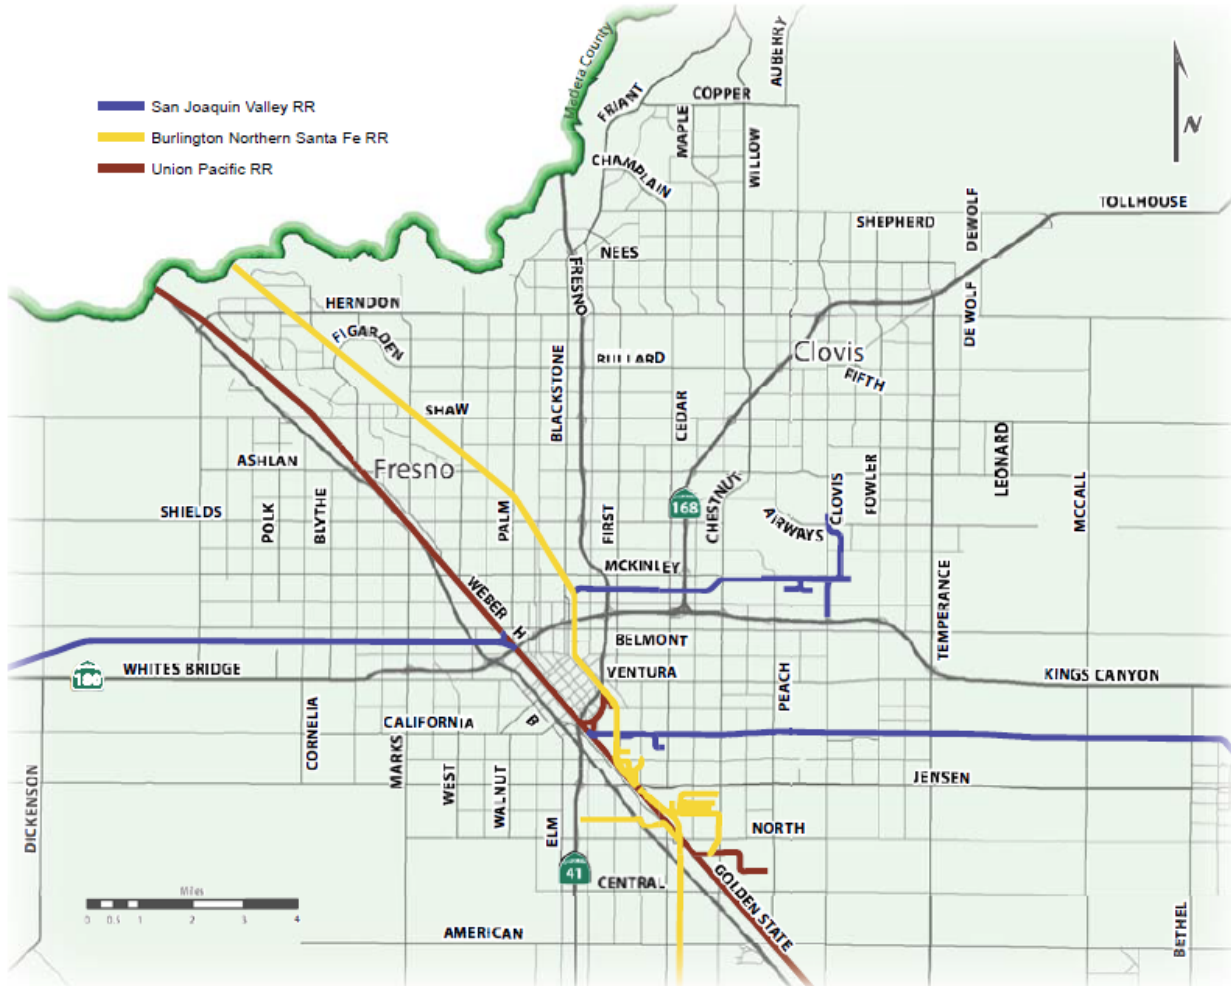 Madera County
AUBERRY
FRIANT
COPPER
San Joaquin Valley RR
MAPLE
N
Burlington Northern Santa Fe RR
WILLOW
CHAMPLAIN
Union Pacific RR
TOLLHOUSE
DEWOLF
SHEPHERD
NEES
FRESNO
HERNDON
DE WOLF
FIGARDEN
BULLARD
Clovis
BLACKSTONE
FIFTH
SHAW
CEDAR
LEONARD
ASHLAN
Fresno
CLOVIS
FOWLER
MCCALL
168
CHESTNUT
SHIELDS
POLK
BLYTHE
PALM
FIRST
AIRWAYS
MCKINLEY
WEBER
H
TEMPERANCE
BELMONT
WHITES BRIDGE
VENTURA
KINGS CANYON
PEACH
CALIFORNIA
B
CORNELIA
MARKS
WEST
WALNUT
JENSEN
DICKENSON
ELM
NORTH
41
CENTRAL
GOLDEN STATE
Miles
0 0.5 1 2 3 4
AMERICAN
BETHEL